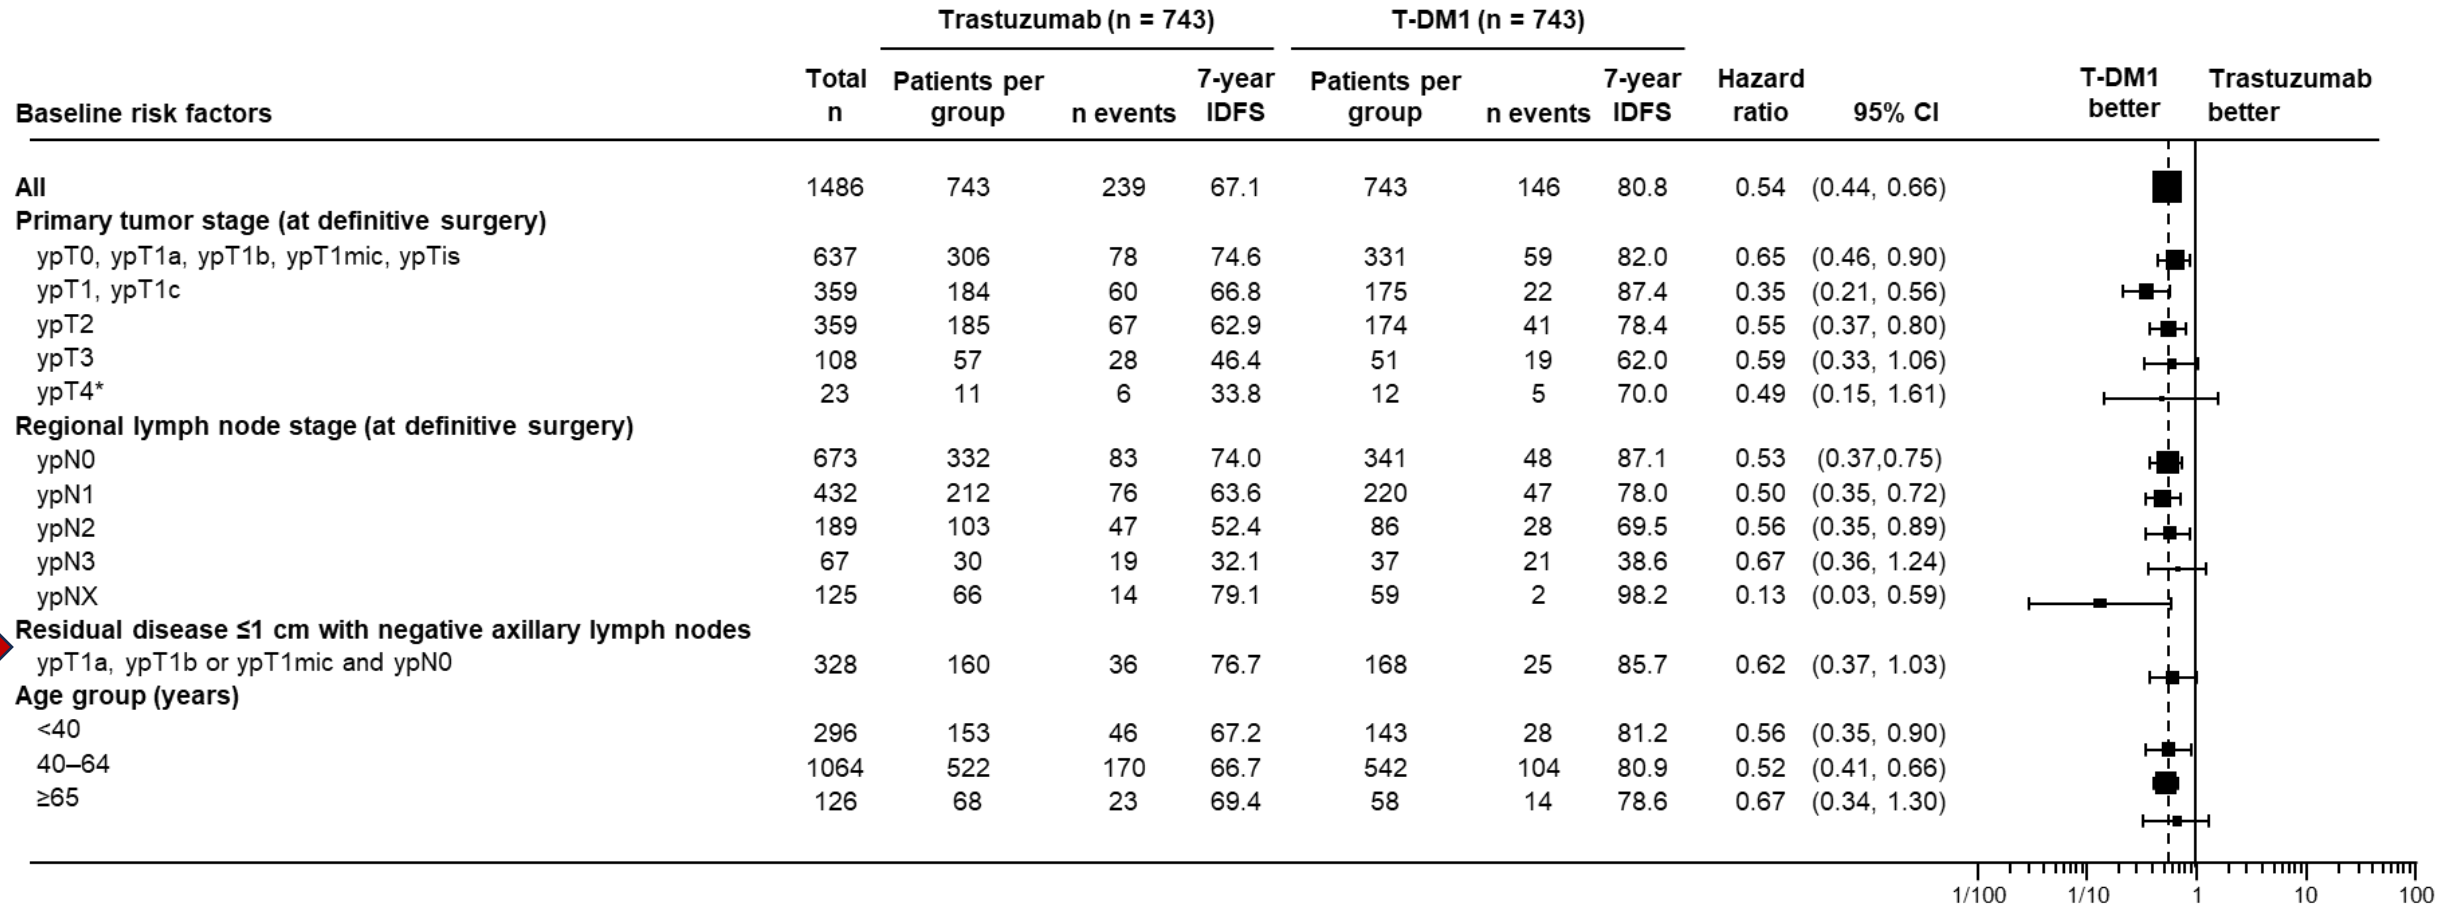 Trastuzumab (n = 743) T-DM1 (n = 743)
Total Patients per 7-year Patients per 7-year Hazard T-DM1 Trastuzumab
Baseline risk factors n group n events IDFS group n events IDFS ratio 95% CI better better
All 1486 743 239 67.1 743 146 80.8 0.54 (0.44, 0.66)
Primary tumor stage (at definitive surgery)
ypT0, ypT1a, ypT1b, ypT1mic, ypTis 637 306 78 74.6 331 59 82.0 0.65 (0.46, 0.90)
ypT1, ypT1c 359 184 60 66.8 175 22 87.4 0.35 (0.21, 0.56)
ypT2 359 185 67 62.9 174 41 78.4 0.55 (0.37, 0.80)
ypT3 108 57 28 46.4 51 19 62.0 0.59 (0.33, 1.06)
ypT4* 23 11 6 33.8 12 5 70.0 0.49 (0.15, 1.61)
Regional lymph node stage (at definitive surgery)
ypN0 673 332 83 74.0 341 48 87.1 0.53 (0.37,0.75)
ypN1 432 212 76 63.6 220 47 78.0 0.50 (0.35, 0.72)
ypN2 189 103 47 52.4 86 28 69.5 0.56 (0.35, 0.89)
ypN3 67 30 19 32.1 37 21 38.6 0.67 (0.36, 1.24)
ypNX 125 66 14 79.1 59 2 98.2 0.13 (0.03, 0.59)
Residual disease ≤1 cm with negative axillary lymph nodes
ypT1a, ypT1b or ypT1mic and ypN0 328 160 36 76.7 168 25 85.7 0.62 (0.37, 1.03)
Age group (years)
<40 296 153 46 67.2 143 28 81.2 0.56 (0.35, 0.90)
40–64 1064 522 170 66.7 542 104 80.9 0.52 (0.41, 0.66)
≥65 126 68 23 69.4 58 14 78.6 0.67 (0.34, 1.30)
1/100 1/10 1 10 100